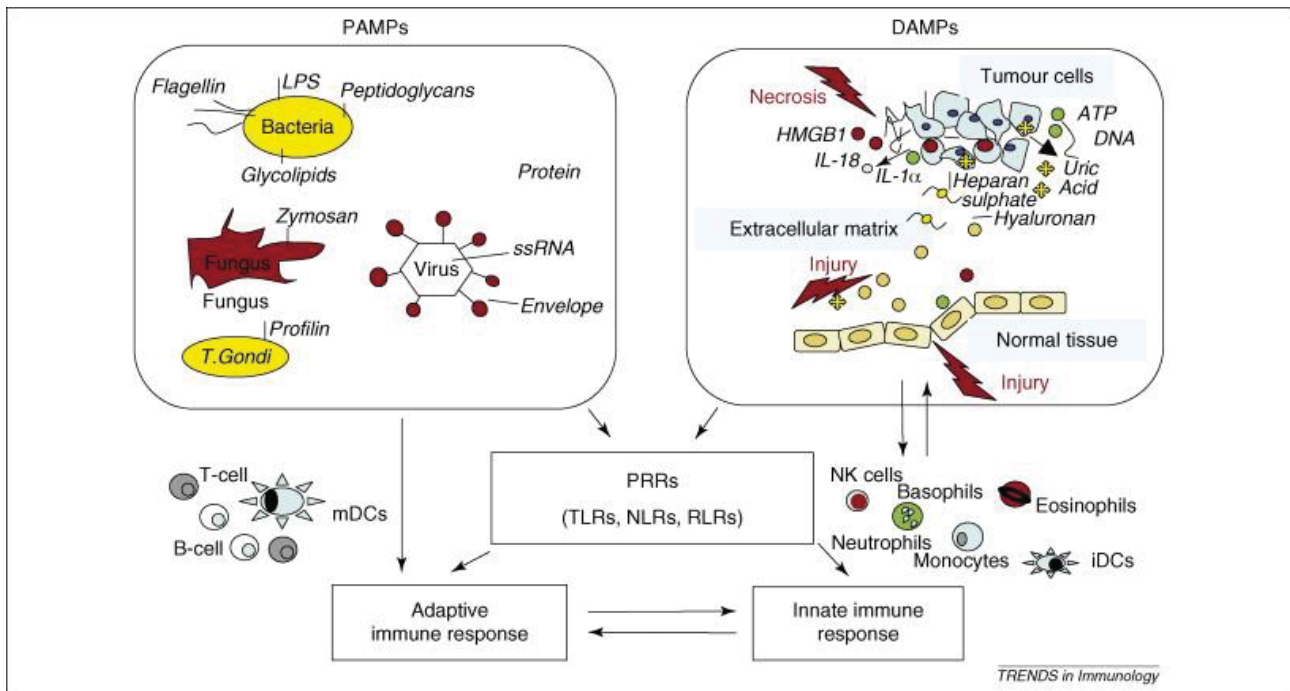 PAMPs
Flagellin
LPS
Peptidoglycans
Bacteria
Glycolipids
Protein
Zymosan
Fungus
Fungus
ssRNA
Virus
Envelope
Profilin
T.Gondi
DAMPs
Tumour cells
Necrosis
ATP
HMGB1
DNA
IL-18
IL-1α
Uric
Acid
Heparan
sulphate
Hyaluronan
Extracellular matrix
Injury
Normal tissue
Injury
T-cell
mDCs
B-cell
PRRs
(TLRs, NLRs, RLRs)
NK cells
Basophils
Eosinophils
Neutrophils
Monocytes
iDCs
Adaptive
immune response
Innate immune
response
TRENDS in Immunology